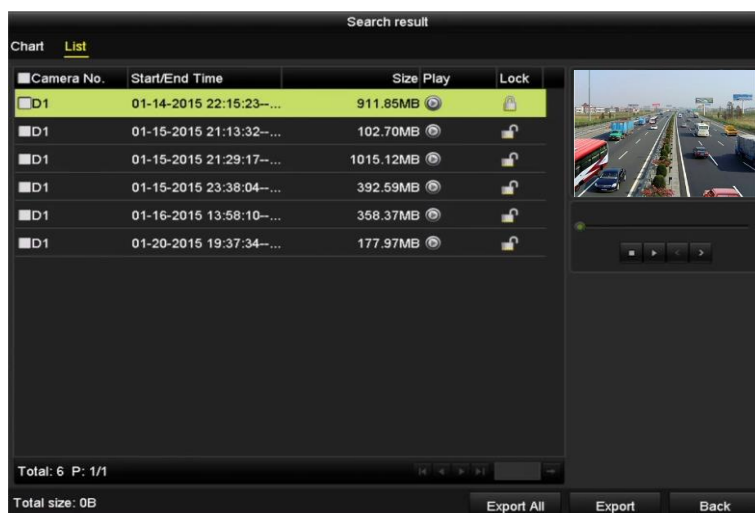 Search result
Chart List
Camera No. Start/End Time Size Play Lock
D1 01-14-2015 22:15:23--... 911.85MB
D1 01-15-2015 21:13:32--... 102.70MB
D1 01-15-2015 21:29:17--... 1015.12MB
D1 01-15-2015 23:38:04--... 392.59MB
D1 01-16-2015 13:58:10--... 358.37MB
D1 01-20-2015 19:37:34--... 177.97MB
Total: 6 P: 1/1
Total size: 0B Export All Export Back